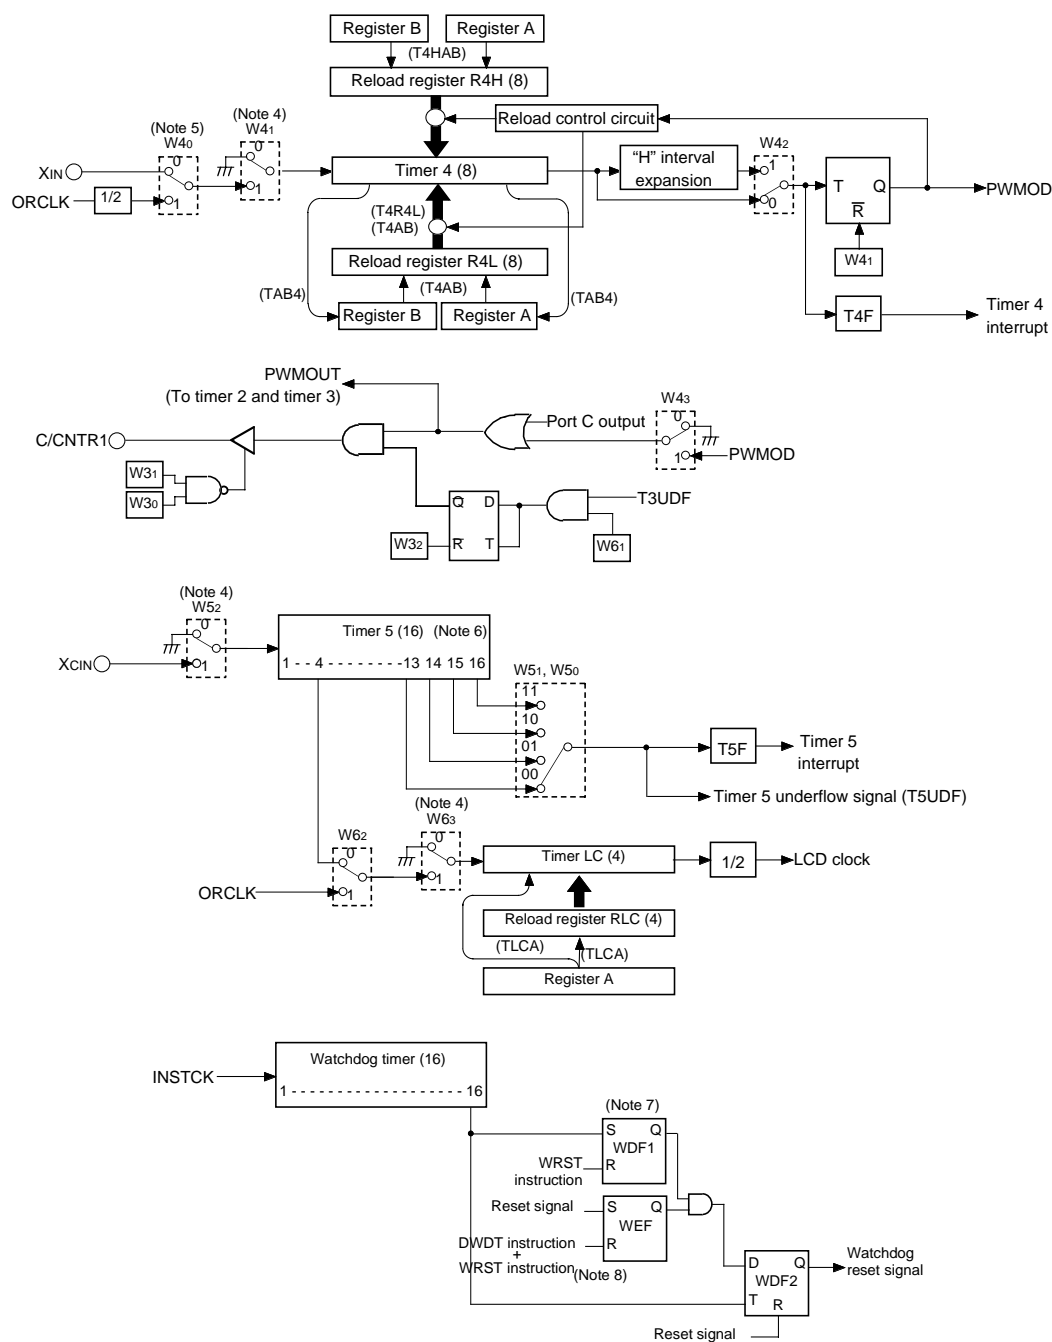 Register B
Register A
(T4HAB)
Reload register R4H (8)
(Note 5)
W40
(Note 4)
W41
Reload control circuit
0
0
XIN
1
1
ORCLK
1/2
Timer 4 (8)
"H" interval
expansion
W42
1
0
T
Q
R
PWMOD
W41
(T4R4L)
(T4AB)
Reload register R4L (8)
(TAB4)
(T4AB)
(TAB4)
Register B
Register A
T4F
Timer 4
interrupt
PWMOUT
(To timer 2 and timer 3)
W43
0
Port C output
C/CNTR1
1
PWMOD
W31
W30
Q
D
T3UDF
W32
R
T
W61
(Note 4)
W52
0
Timer 5 (16) (Note 6)
XCIN
1
1 - - 4 - - - - - - - - -13 14 15 16
W51, W50
11
10
01
00
T5F
Timer 5
interrupt
Timer 5 underflow signal (T5UDF)
(Note 4)
W63
W62
0
0
Timer LC (4)
1/2
LCD clock
1
ORCLK
1
Reload register RLC (4)
(TLCA)
(TLCA)
Register A
Watchdog timer (16)
INSTCK
1 - - - - - - - - - - - - - - - - - - - 16
(Note 7)
S
Q
WDF1
WRST
instruction
R
Reset signal
S
Q
WEF
DWDT instruction
+
WRST instruction
R
(Note 8)
D
Q
WDF2
T
R
Watchdog
reset signal
Reset signal